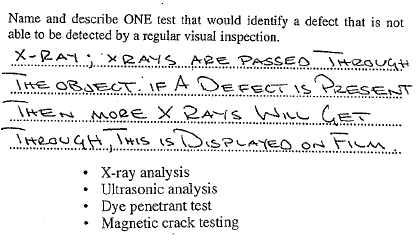 Name and describe ONE test that would identify a defect that is not
able to be detected by a regular visual inspection.
X-RAY; XRAYS ARE PASSED THROUGH
THE OBJECT. IF A DEFECT IS PRESENT
THEN MORE X RAYS WILL GET
THROUGH, THIS IS DISPLAYED ON FILM.
• X-ray analysis
• Ultrasonic analysis
• Dye penetrant test
• Magnetic crack testing